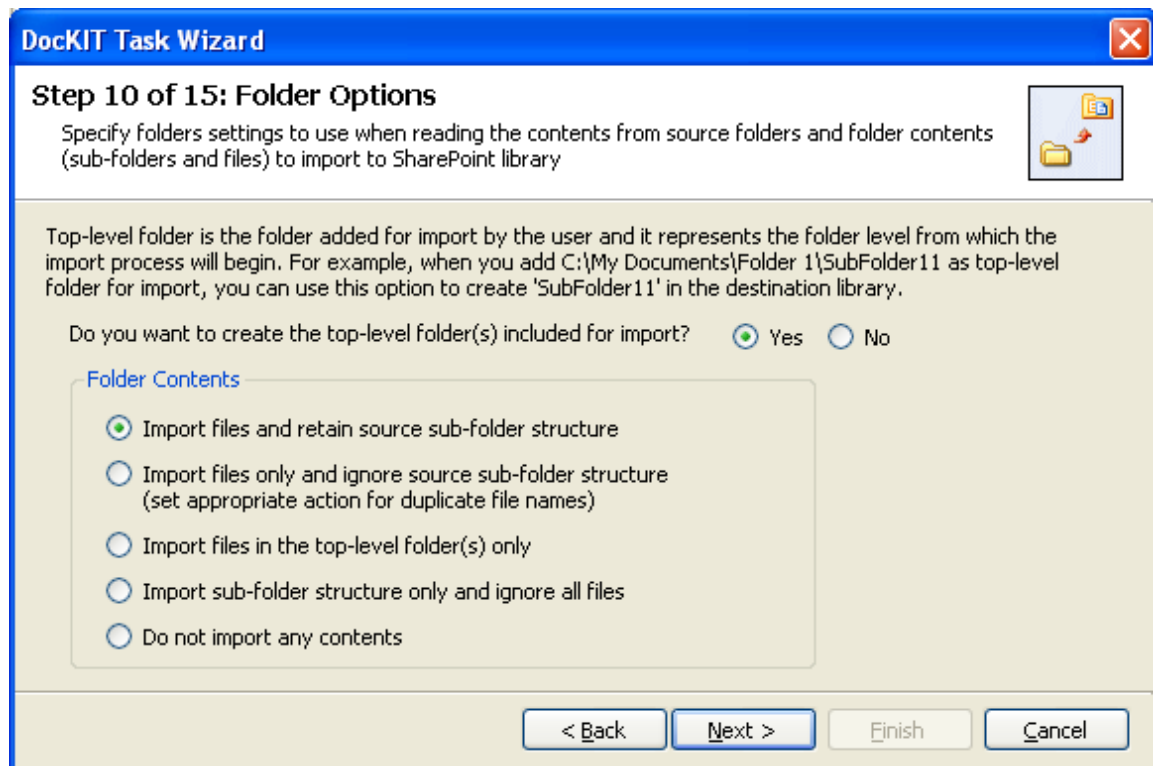 DocKIT Task Wizard
Step 10 of 15: Folder Options
Specify folders settings to use when reading the contents from source folders and folder contents
(sub-folders and files) to import to SharePoint library
Top-level folder is the folder added for import by the user and it represents the folder level from which the
import process will begin. For example, when you add C:\My Documents\Folder 1\SubFolder11 as top-level
folder for import, you can use this option to create 'SubFolder11' in the destination library.
Do you want to create the top-level folder(s) included for import? Yes No
Folder Contents
Import files and retain source sub-folder structure
Import files only and ignore source sub-folder structure
(set appropriate action for duplicate file names)
Import files in the top-level folder(s) only
Import sub-folder structure only and ignore all files
Do not import any contents
< Back Next > Finish Cancel